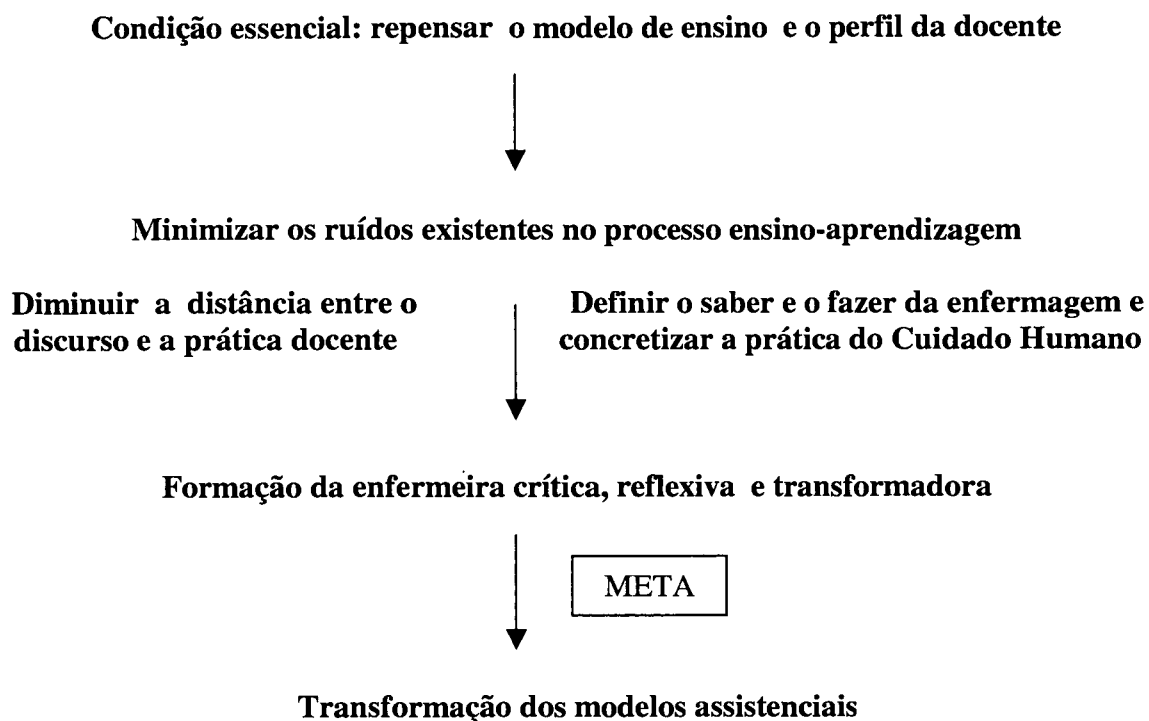 Condição essencial: repensar o modelo de ensino e o perfil da docente
Minimizar os ruídos existentes no processo ensino-aprendizagem
Diminuir a distância entre o
discurso e a prática docente
Definir o saber e o fazer da enfermagem e
concretizar a prática do Cuidado Humano
Formação da enfermeira crítica, reflexiva e transformadora
META
Transformação dos modelos assistenciais